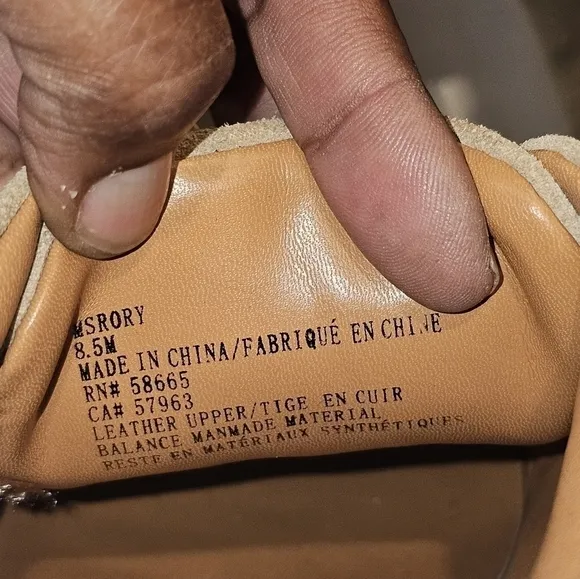 MSRORY
8.5M
MADE IN CHINA/FABRIQUÉ EN CHINE
RN# 58665
CA# 57963
LEATHER UPPER/TIGE EN CUIR
BALANCE MANMADE MATERIAL
RESTE EN MATÉRIAUX SYNTHÉTIQUES